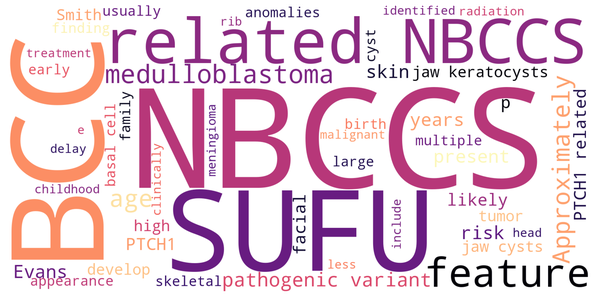 Smith
usually
anomalies
identified
radiation
finding
rib
related
NBCCS
treatment
early
cyst
medulloblastoma
skin
jaw keratocysts
BCC
basal cell
family
NBCCS
p
birth
years
malignant
multiple
e
delay
meningioma
large
present
Approximately
PTCH1 related
childhood
clinically
age
SUFU
facial
include
likely
high
risk
tumor
PTCH1
jaw cysts
Evans
develop
less
head
appearance
skeletal
pathogenic variant
feature